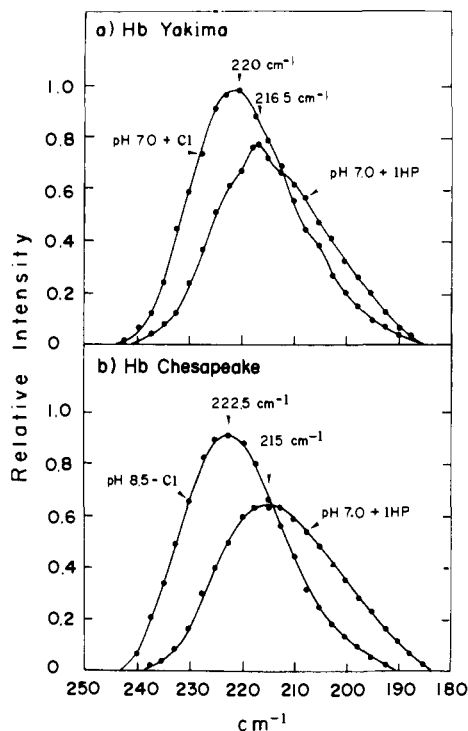 a) Hb Yakima
220 cm⁻¹
216.5 cm⁻¹
pH 7.0 + Cl
pH 7.0 + IHP
1.0
0.8
0.6
0.4
0.2
0
Relative Intensity
b) Hb Chesapeake
222.5 cm⁻¹
215 cm⁻¹
pH 8.5 - Cl
pH 7.0 + IHP
1.0
0.8
0.6
0.4
0.2
0
250 240 230 220 210 200 190 180
cm⁻¹